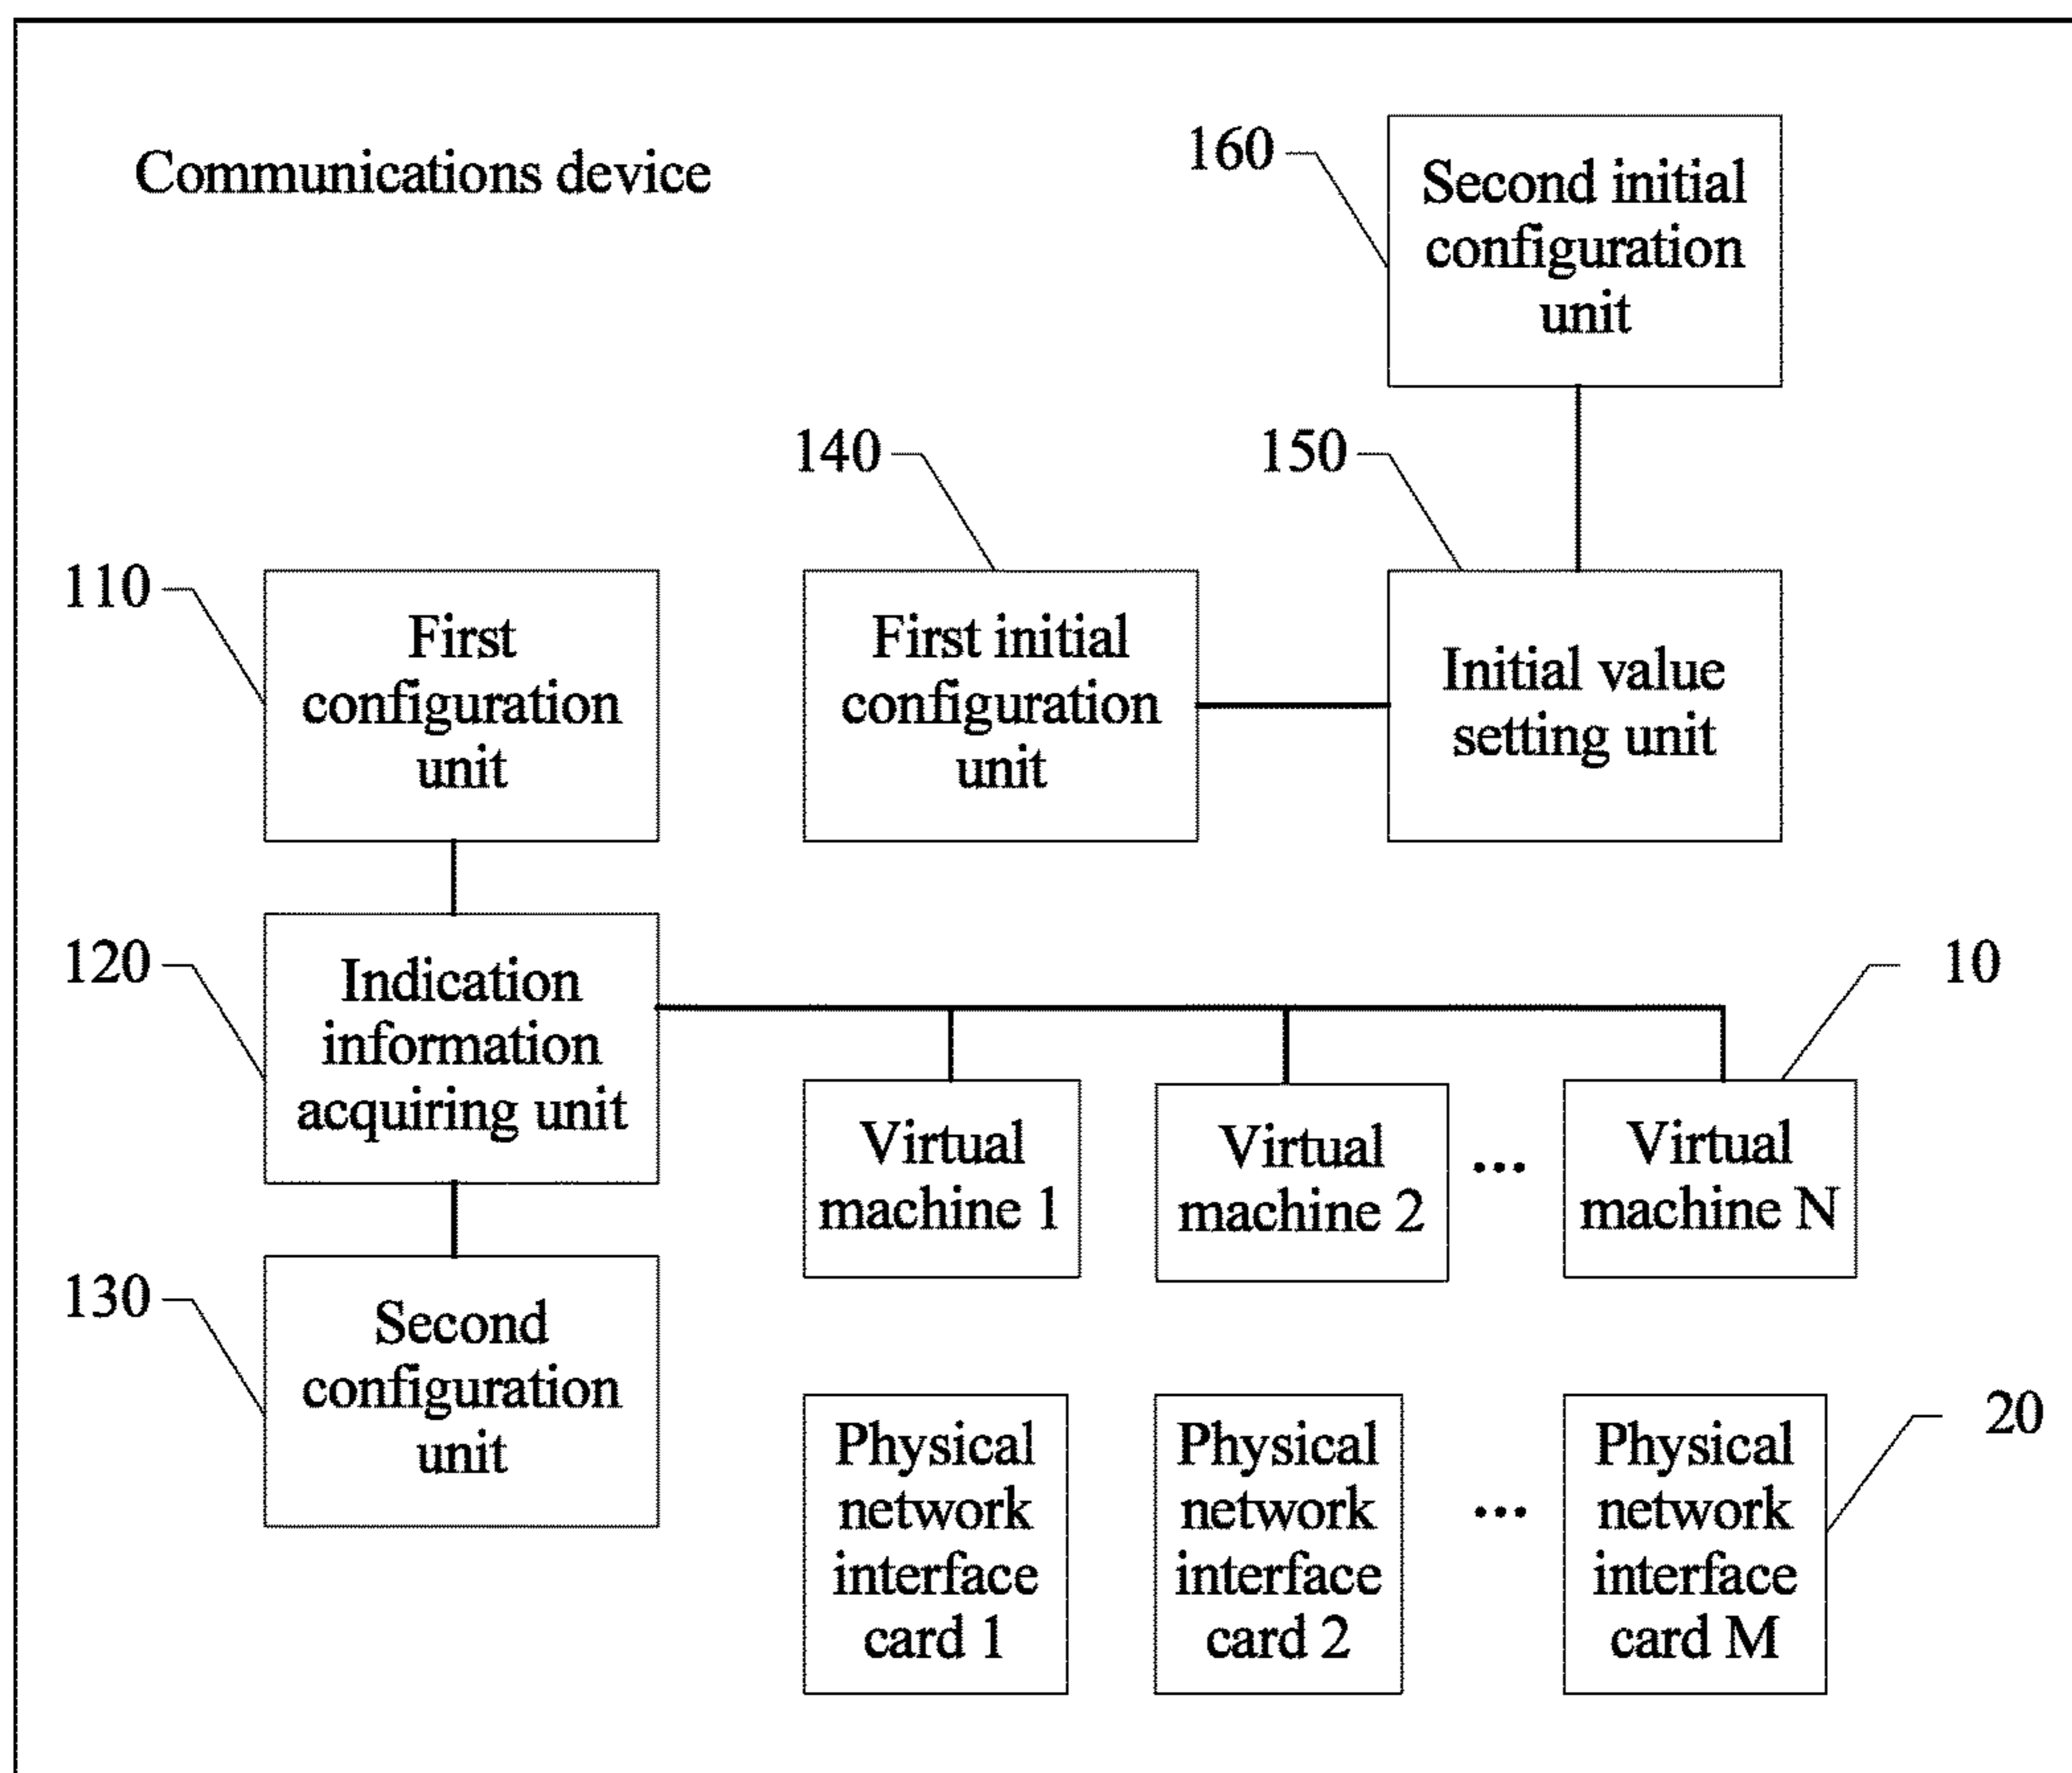 Communications device
160
Second initial
configuration
unit
140
150
110
First
configuration
unit
First initial
configuration
unit
Initial value
setting unit
120
Indication
information
acquiring unit
10
Virtual
machine 1
Virtual
machine 2
...
Virtual
machine N
130
Second
configuration
unit
Physical
network
interface
card 1
Physical
network
interface
card 2
...
Physical
network
interface
card M
20